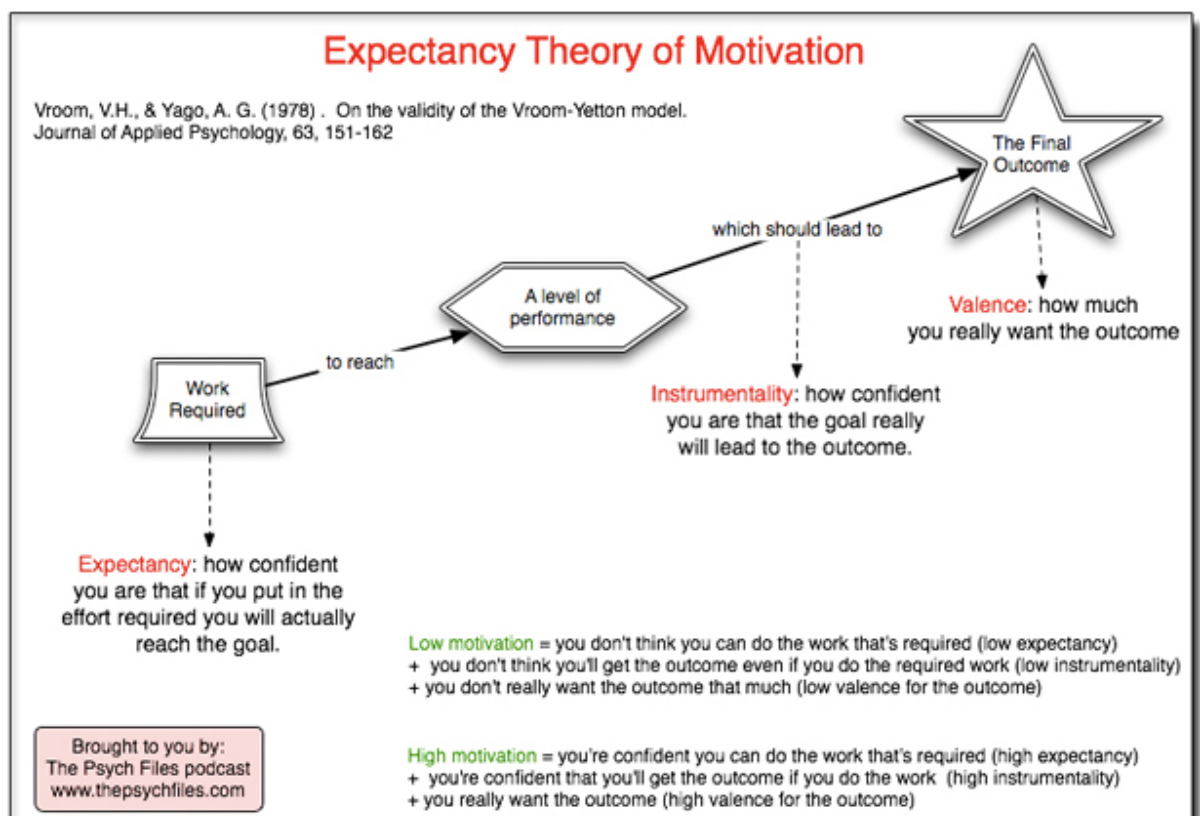 Expectancy Theory of Motivation
Vroom, V.H., & Yago, A. G. (1978) .  On the validity of the Vroom-Yetton model.
Journal of Applied Psychology, 63, 151-162
The Final
Outcome
which should lead to
Valence: how much
you really want the outcome
A level of
performance
to reach
Work
Required
Instrumentality: how confident
you are that the goal really
will lead to the outcome.
Expectancy: how confident
you are that if you put in the
effort required you will actually
reach the goal.
Low motivation = you don't think you can do the work that's required (low expectancy)
+  you don't think you'll get the outcome even if you do the required work (low instrumentality)
+ you don't really want the outcome that much (low valence for the outcome)
High motivation = you're confident you can do the work that's required (high expectancy)
+  you're confident that you'll get the outcome if you do the work  (high instrumentality)
+ you really want the outcome (high valence for the outcome)
Brought to you by:
The Psych Files podcast
www.thepsychfiles.com